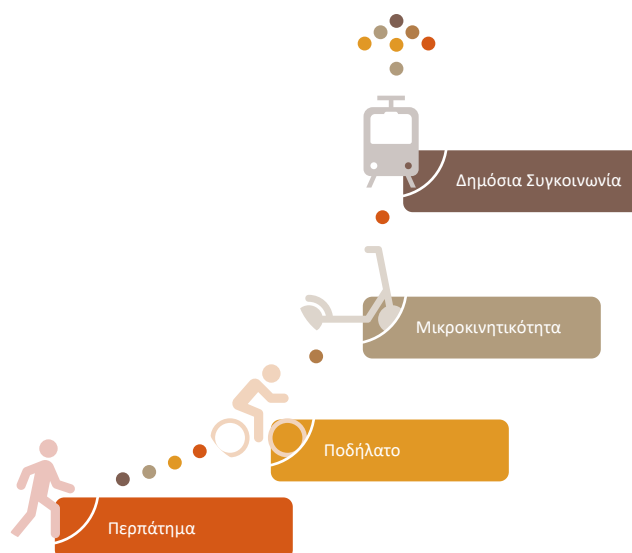 Δημόσια Συγκοινωνία
Μικροκινητικότητα
Ποδήλατο
Περπάτημα